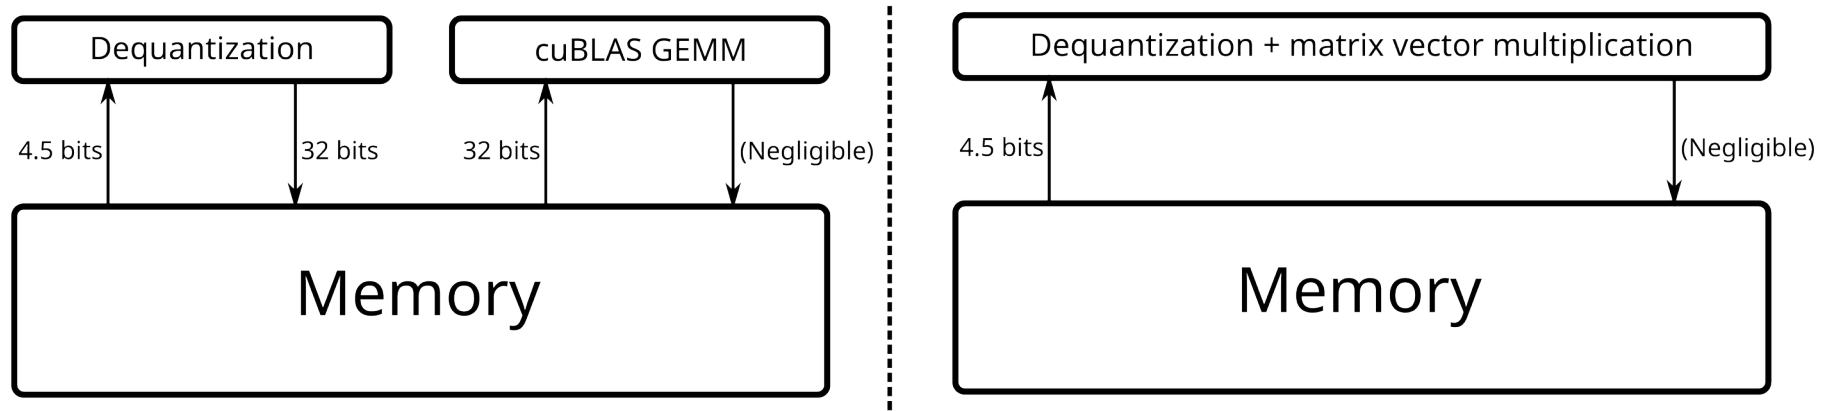 Dequantization
cuBLAS GEMM
4.5 bits
32 bits
32 bits
(Negligible)
Memory
Dequantization + matrix vector multiplication
4.5 bits
(Negligible)
Memory